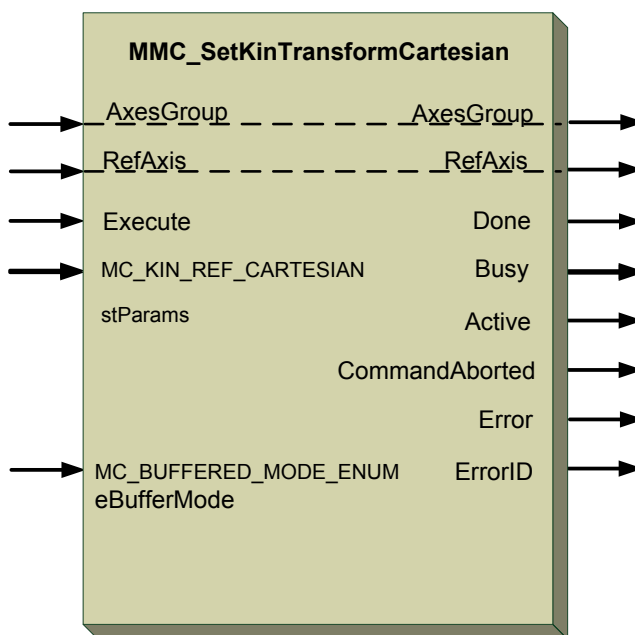 MMC_SetKinTransformCartesian
AxesGroup AxesGroup
RefAxis RefAxis
Execute Done
MC_KIN_REF_CARTESIAN Busy
stParams Active
CommandAborted
Error
MC_BUFFERED_MODE_ENUM ErrorID
eBufferMode